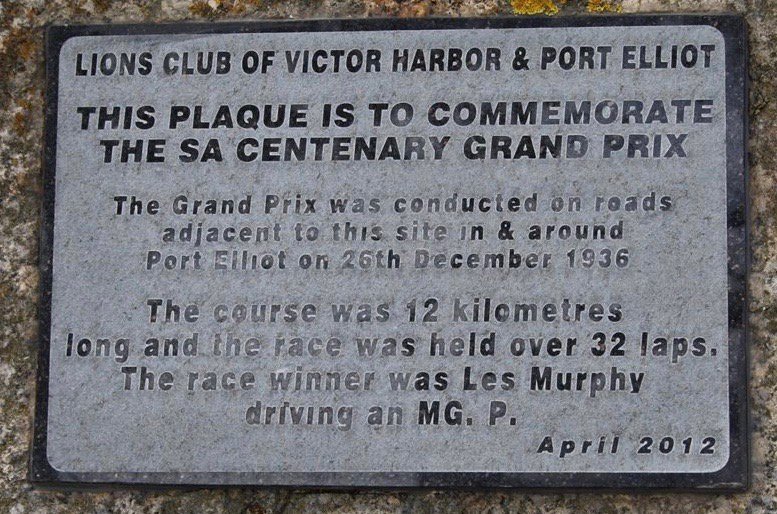 LIONS CLUB OF VICTOR HARBOR & PORT ELLIOT
THIS PLAQUE IS TO COMMEMORATE
THE SA CENTENARY GRAND PRIX
The Grand Prix was conducted on roads
adjacent to this site in & around
Port Elliot on 26th December 1936
The course was 12 kilometres
long and the race was held over 32 laps.
The race winner was Les Murphy
driving an MG. P.
April 2012